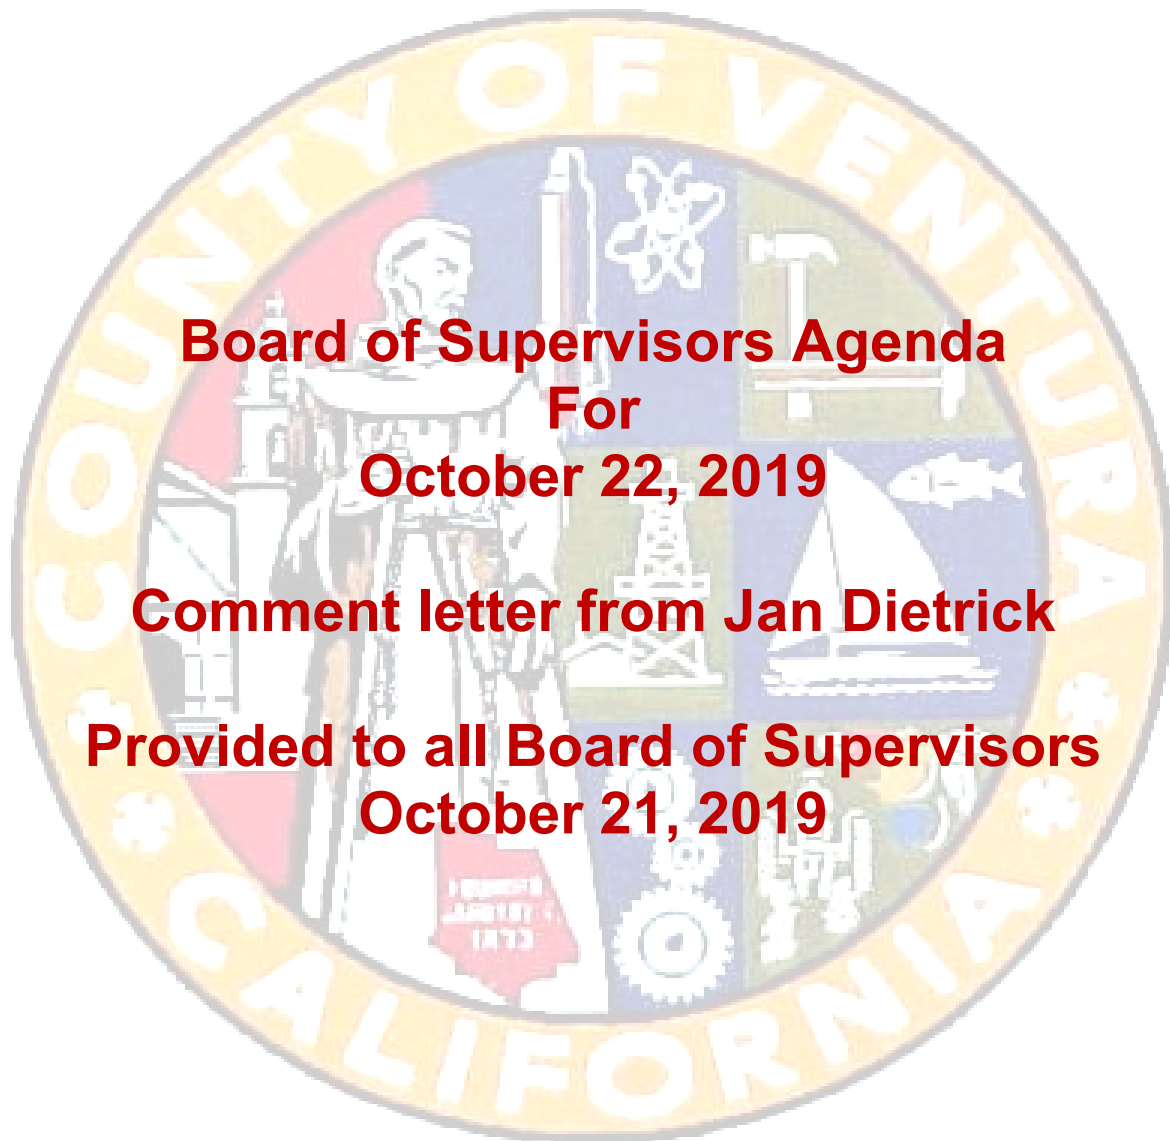 COUNTY OF VENTURA
Board of Supervisors Agenda
For
October 22, 2019
Comment letter from Jan Dietrick
Provided to all Board of Supervisors
October 21, 2019
1873
CALIFORNIA